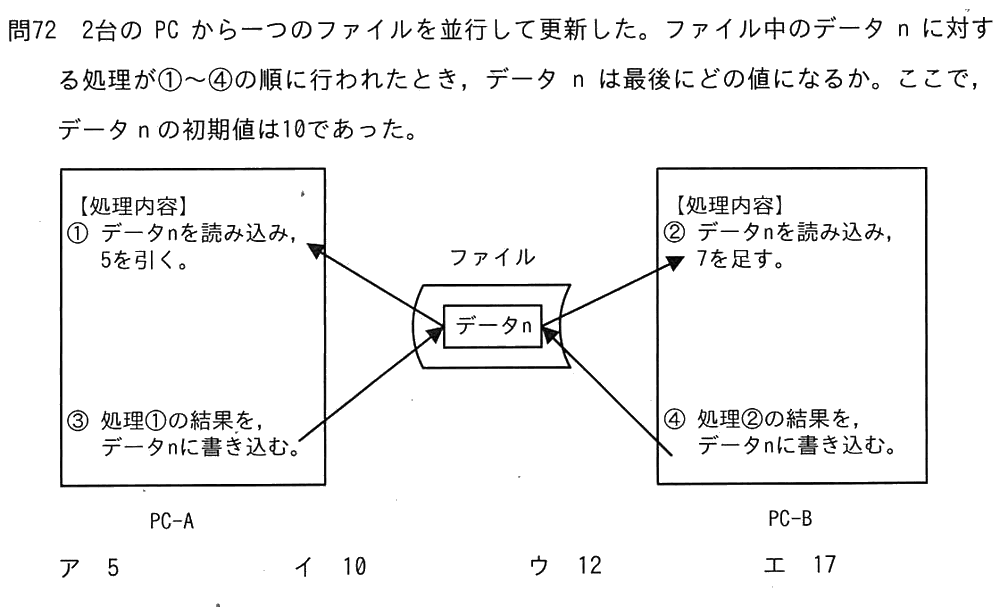 問72 2台の PC から一つのファイルを並行して更新した。ファイル中のデータ n に対す
る処理が①～④の順に行われたとき，データ n は最後にどの値になるか。ここで，
データ n の初期値は10であった。
【処理内容】
① データnを読み込み，
5を引く。
③ 処理①の結果を，
データnに書き込む。
PC-A
ファイル
データn
【処理内容】
② データnを読み込み，
7を足す。
④ 処理②の結果を，
データnに書き込む。
PC-B
ア 5 イ 10 ウ 12 エ 17